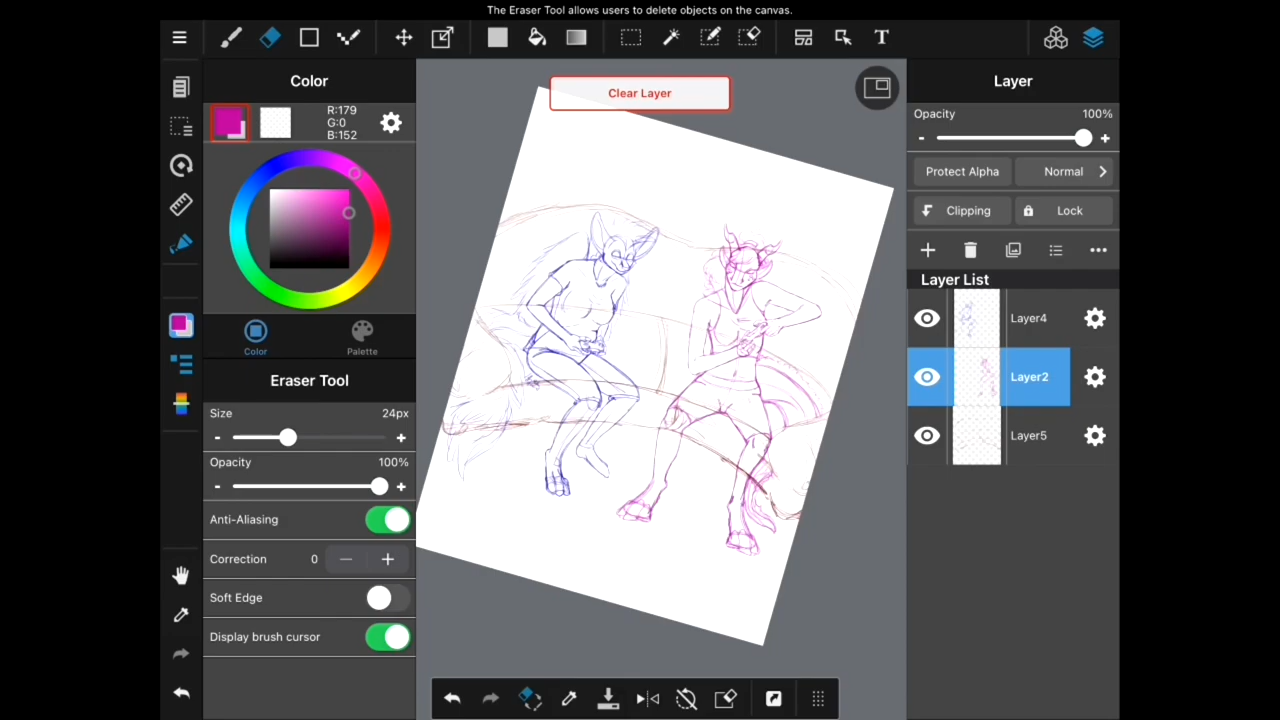 The Eraser Tool allows users to delete objects on the canvas.
T
Color
R:179
G:0
B:152
Color
Palette
Eraser Tool
Size 24px
- +
Opacity 100%
- +
Anti-Aliasing
Correction 0 - +
Soft Edge
Display brush cursor
Clear Layer
Layer
Opacity 100%
- +
Protect Alpha
Normal
Clipping
Lock
Layer List
Layer4
Layer2
Layer5